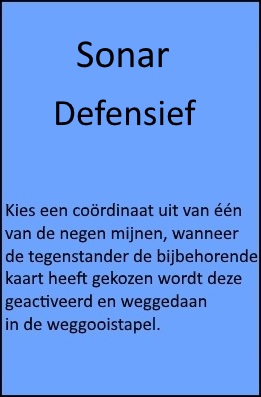 Sonar
Defensief
Kies een coördinaat uit van één
van de negen mijnen, wanneer
de tegenstander de bijbehorende
kaart heeft gekozen wordt deze
geactiveerd en weggedaan
in de weggooistapel.